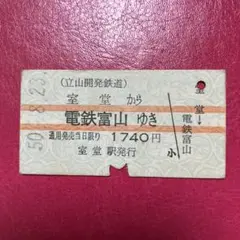 50.8.23
(立山開発鉄道)
室堂から
電鉄富山 ゆき
通用発売当日限り 1740円
室堂駅発行
小
室堂→電鉄富山